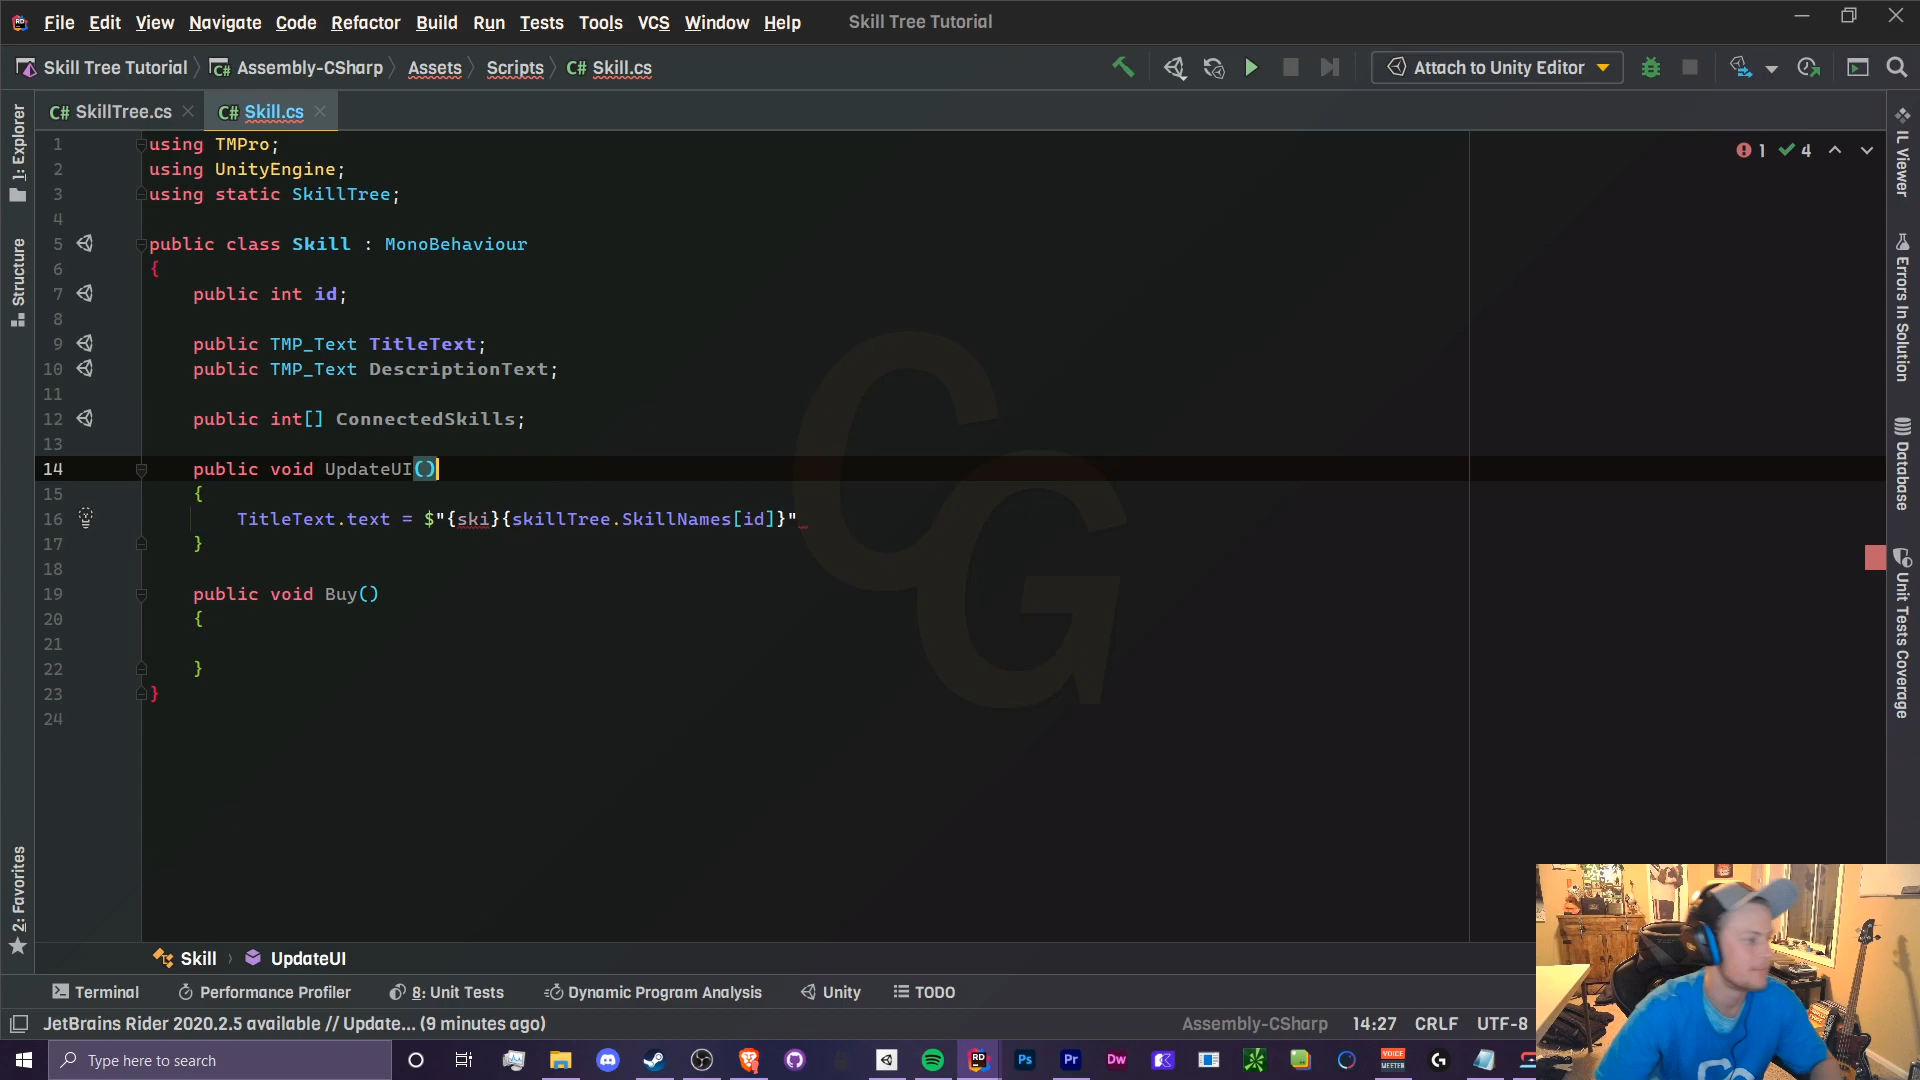 File Edit View Navigate Code Refactor Build Run Tests Tools VCS Window Help Skill Tree Tutorial
Skill Tree Tutorial Assembly-CSharp Assets Scripts C# Skill.cs Attach to Unity Editor
C# SkillTree.cs C# Skill.cs
1 using TMPro;
2 using UnityEngine;
3 using static SkillTree;
4
5 public class Skill : MonoBehaviour
6 {
7 public int id;
8
9 public TMP_Text TitleText;
10 public TMP_Text DescriptionText;
11
12 public int[] ConnectedSkills;
13
14 public void UpdateUI()
15 {
16 TitleText.text = $"{ski}{skillTree.SkillNames[id]}"
17 }
18
19 public void Buy()
20 {
21
22 }
23 }
24
1 4
1: Explorer
Structure
2: Favorites
IL Viewer
Errors In Solution
Database
Unit Tests Coverage
CG
Skill UpdateUI
Terminal Performance Profiler 8: Unit Tests Dynamic Program Analysis Unity TODO
JetBrains Rider 2020.2.5 available // Update... (9 minutes ago) Assembly-CSharp 14:27 CRLF UTF-8
Type here to search RD Ps Pr Dw VOICE MEETER G